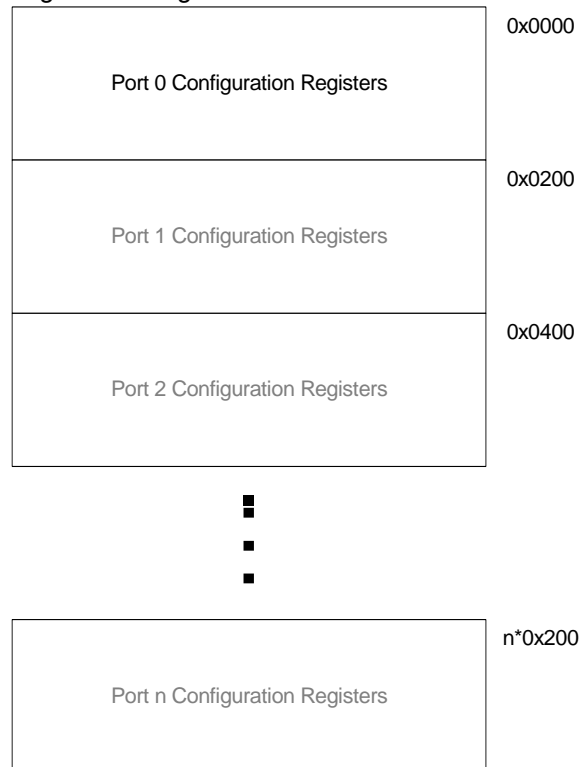 0x0000
Port 0 Configuration Registers
0x0200
Port 1 Configuration Registers
0x0400
Port 2 Configuration Registers
n*0x200
Port n Configuration Registers